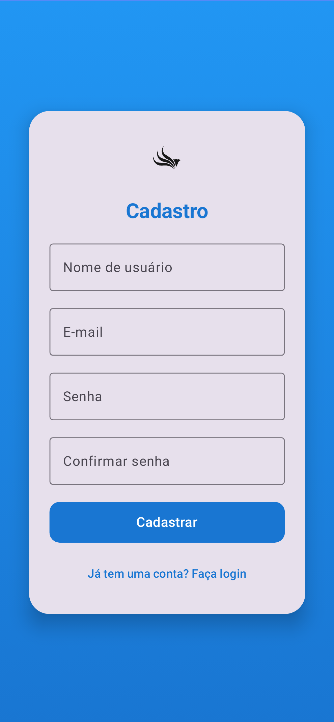 Cadastro
Nome de usuário
E-mail
Senha
Confirmar senha
Cadastrar
Já tem uma conta? Faça login